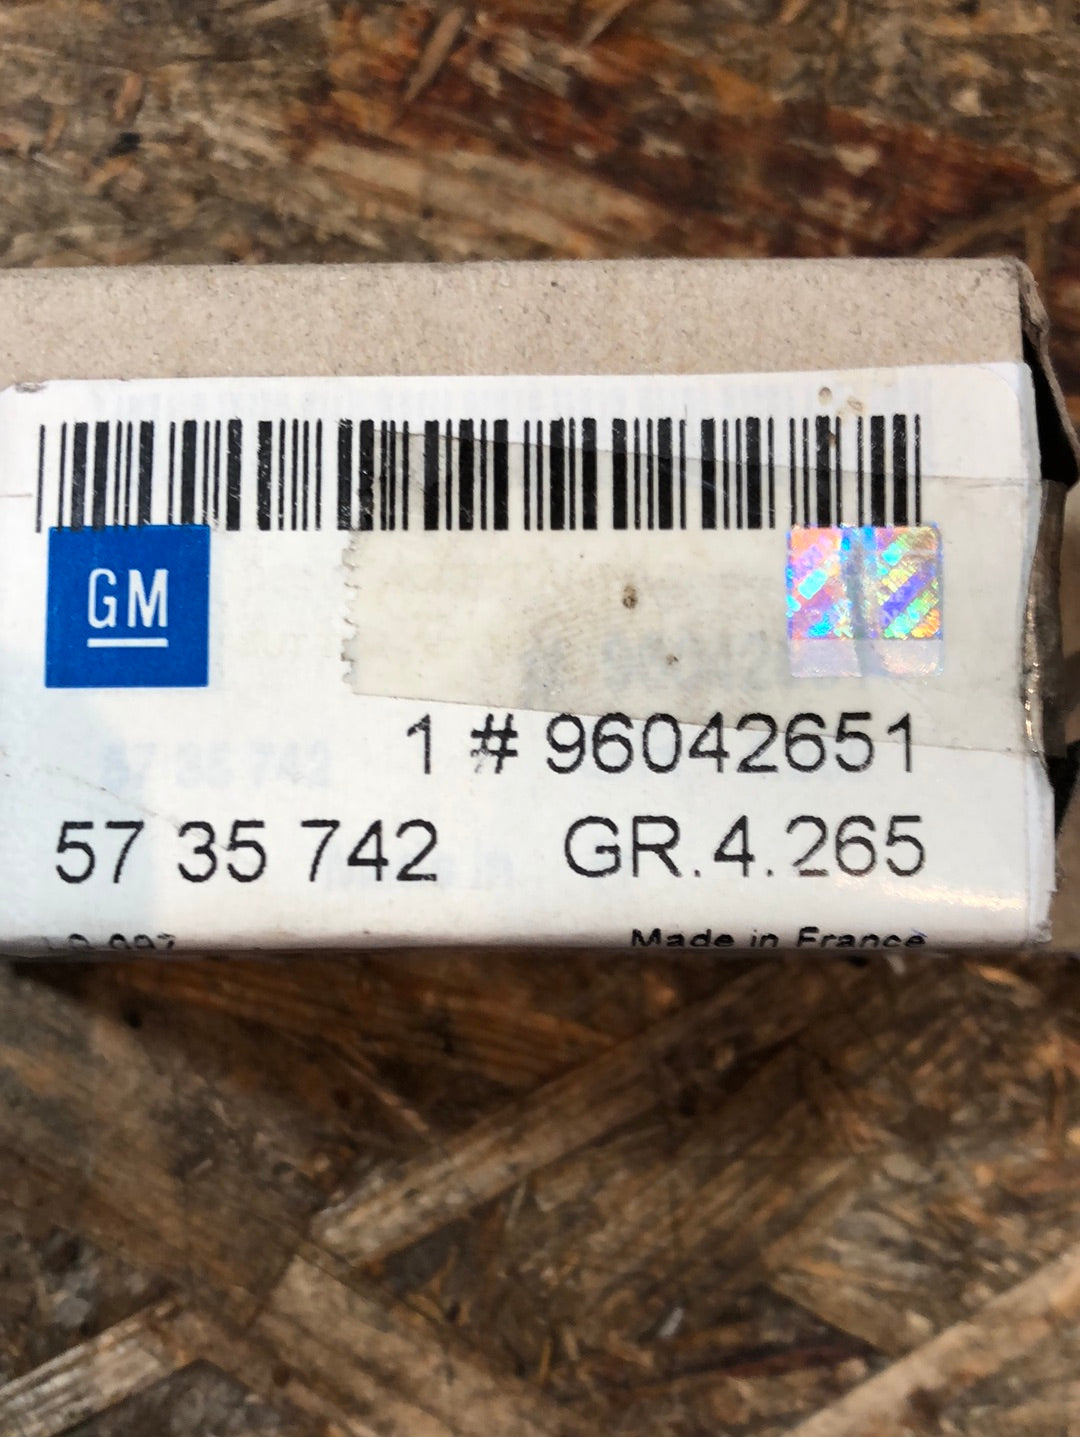 GM
1 # 96042651
57 35 742 GR.4.265
Made in France